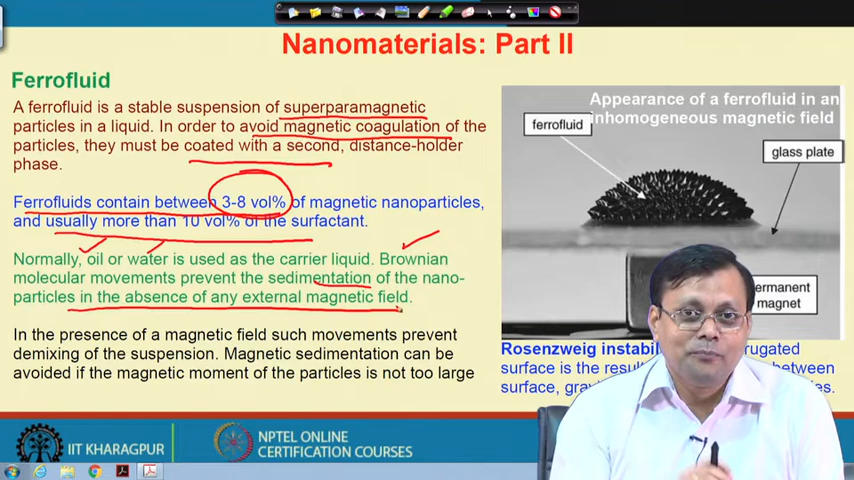 Nanomaterials: Part II
Ferrofluid
A ferrofluid is a stable suspension of superparamagnetic
particles in a liquid. In order to avoid magnetic coagulation of the
particles, they must be coated with a second, distance-holder
phase.
Ferrofluids contain between 3-8 vol% of magnetic nanoparticles,
and usually more than 10 vol% of the surfactant.
Normally, oil or water is used as the carrier liquid. Brownian
molecular movements prevent the sedimentation of the nano-
particles in the absence of any external magnetic field.
In the presence of a magnetic field such movements prevent
demixing of the suspension. Magnetic sedimentation can be
avoided if the magnetic moment of the particles is not too large
Appearance of a ferrofluid in an
inhomogeneous magnetic field
ferrofluid
glass plate
permanent
magnet
Rosenzweig
surface is the between
surface,
IIT KHARAGPUR
NPTEL ONLINE
CERTIFICATION COURSES